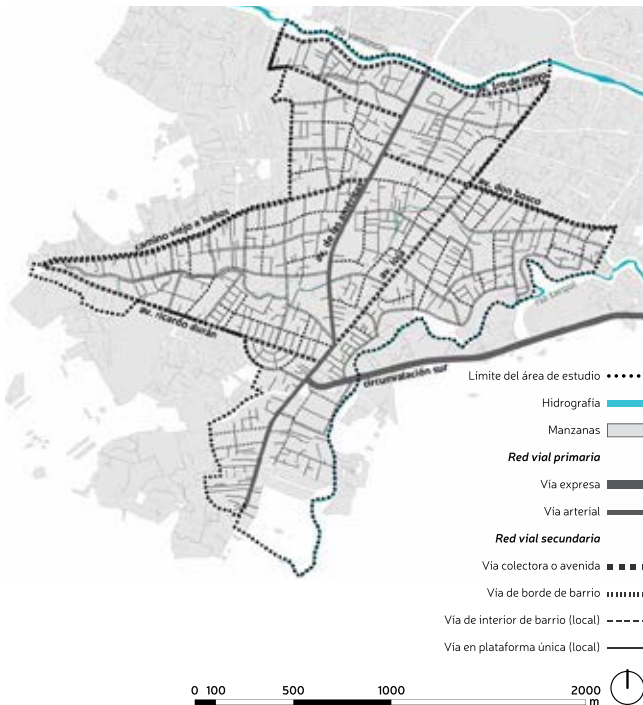 av. 1ro de mayo
av. don bosco
camino viejo a baños
av. de las américas
av. loja
av. ricardo durán
río tarqui
circunvalación sur
Límite del área de estudio
Hidrografía
Manzanas
Red vial primaria
Vía expresa
Vía arterial
Red vial secundaria
Vía colectora o avenida
Vía de borde de barrio
Vía de interior de barrio (local)
Vía en plataforma única (local)
0 100 500 1000 2000
m